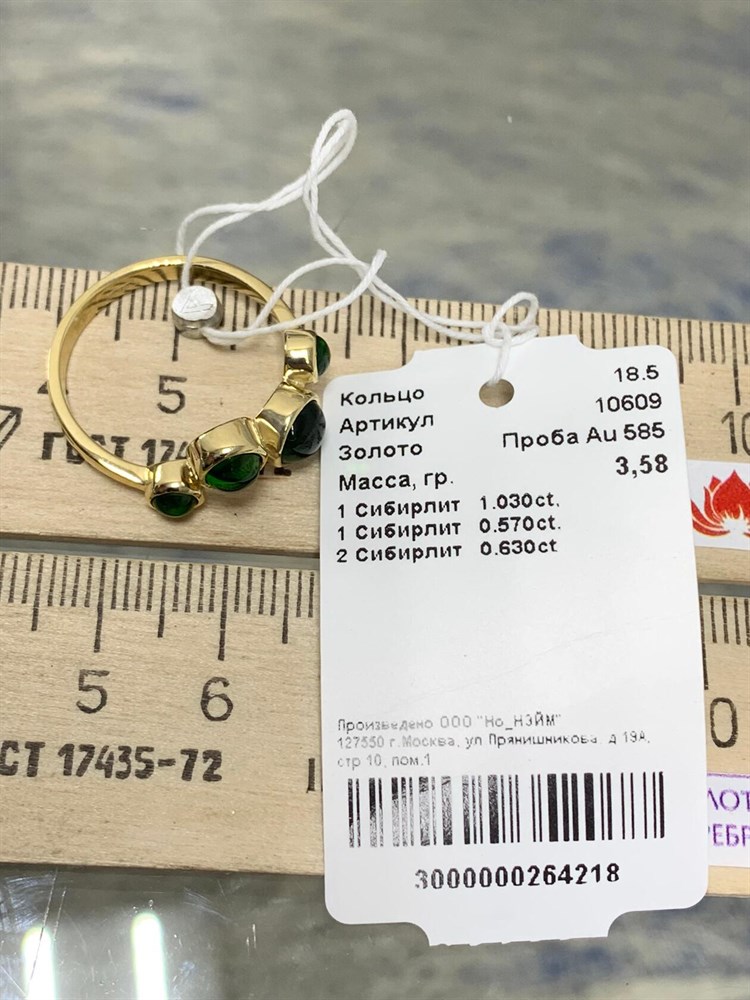 Кольцо 18.5
Артикул 10609
Золото Проба Au 585
Масса, гр. 3,58
1 Сибирлит 1.030ct.
1 Сибирлит 0.570ct.
2 Сибирлит 0.630ct
Произведено ООО "Но_НЭйм"
127550 г.Москва, ул Прянишникова. д 19А,
стр 10, пом.1
3000000264218
5
10
ГОСТ 174
5 6 0
СТ 17435-72